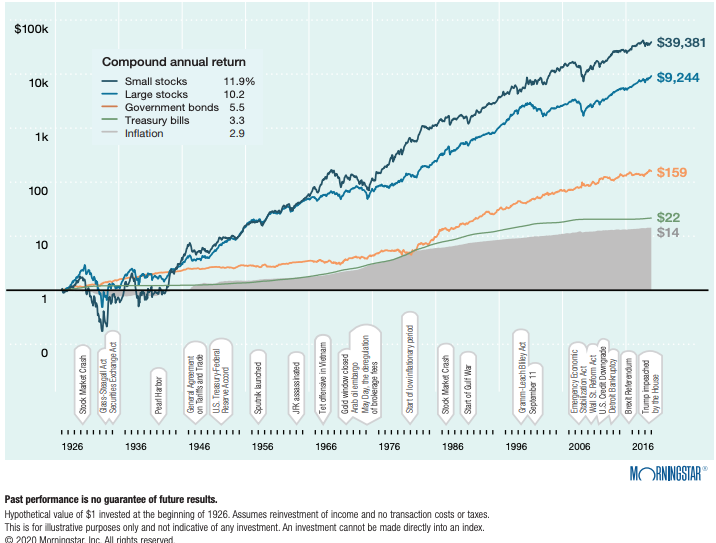 $100k
10k
1k
100
10
1
0
Compound annual return
Small stocks 11.9%
Large stocks 10.2
Government bonds 5.5
Treasury bills 3.3
Inflation 2.9
$39,381
$9,244
$159
$22
$14
Stock Market Crash
Glass-Steagall Act
Securities Exchange Act
Pearl Harbor
General Agreement
on Tariffs and Trade
U.S. Treasury-Federal
Reserve Accord
Sputnik launched
JFK assassinated
Tet offensive in Vietnam
Gold window closed
Arab oil embargo
May Day, the deregulation
of brokerage fees
Start of low inflationary period
Stock Market Crash
Start of Gulf War
Gramm-Leach Bliley Act
September 11
Emergency Economic
Stabilization Act
Wall St. Reform Act
U.S. Credit Downgrade
Detroit Bankruptcy
Brexit Referendum
Trump impeached
by the House
1926 1936 1946 1956 1966 1976 1986 1996 2006 2016
MORNINGSTAR®
Past performance is no guarantee of future results.
Hypothetical value of $1 invested at the beginning of 1926. Assumes reinvestment of income and no transaction costs or taxes.
This is for illustrative purposes only and not indicative of any investment. An investment cannot be made directly into an index.
© 2020 Morningstar, Inc. All rights reserved.